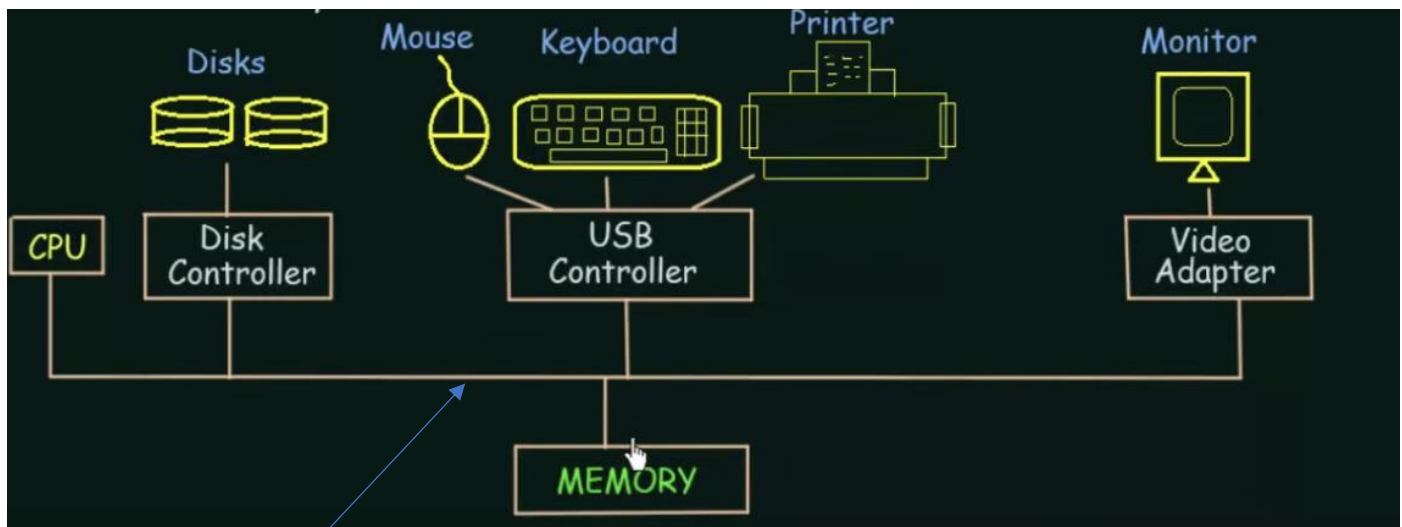 Disks
Mouse
Keyboard
Printer
Monitor
CPU
Disk
Controller
USB
Controller
Video
Adapter
MEMORY